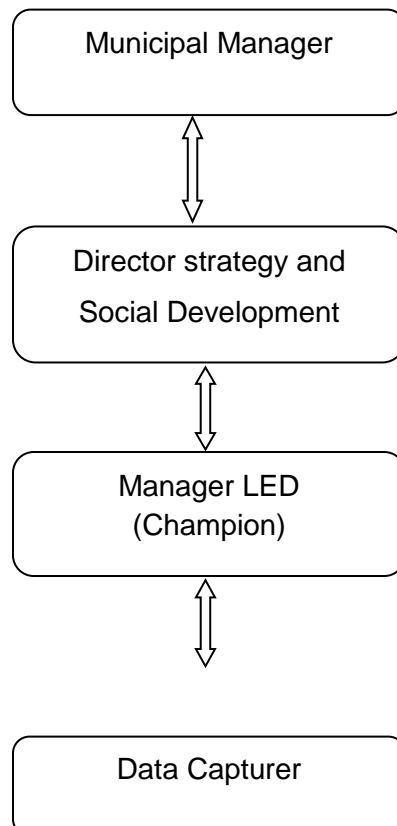 Municipal Manager
Director strategy and
Social Development
Manager LED
(Champion)
Data Capturer